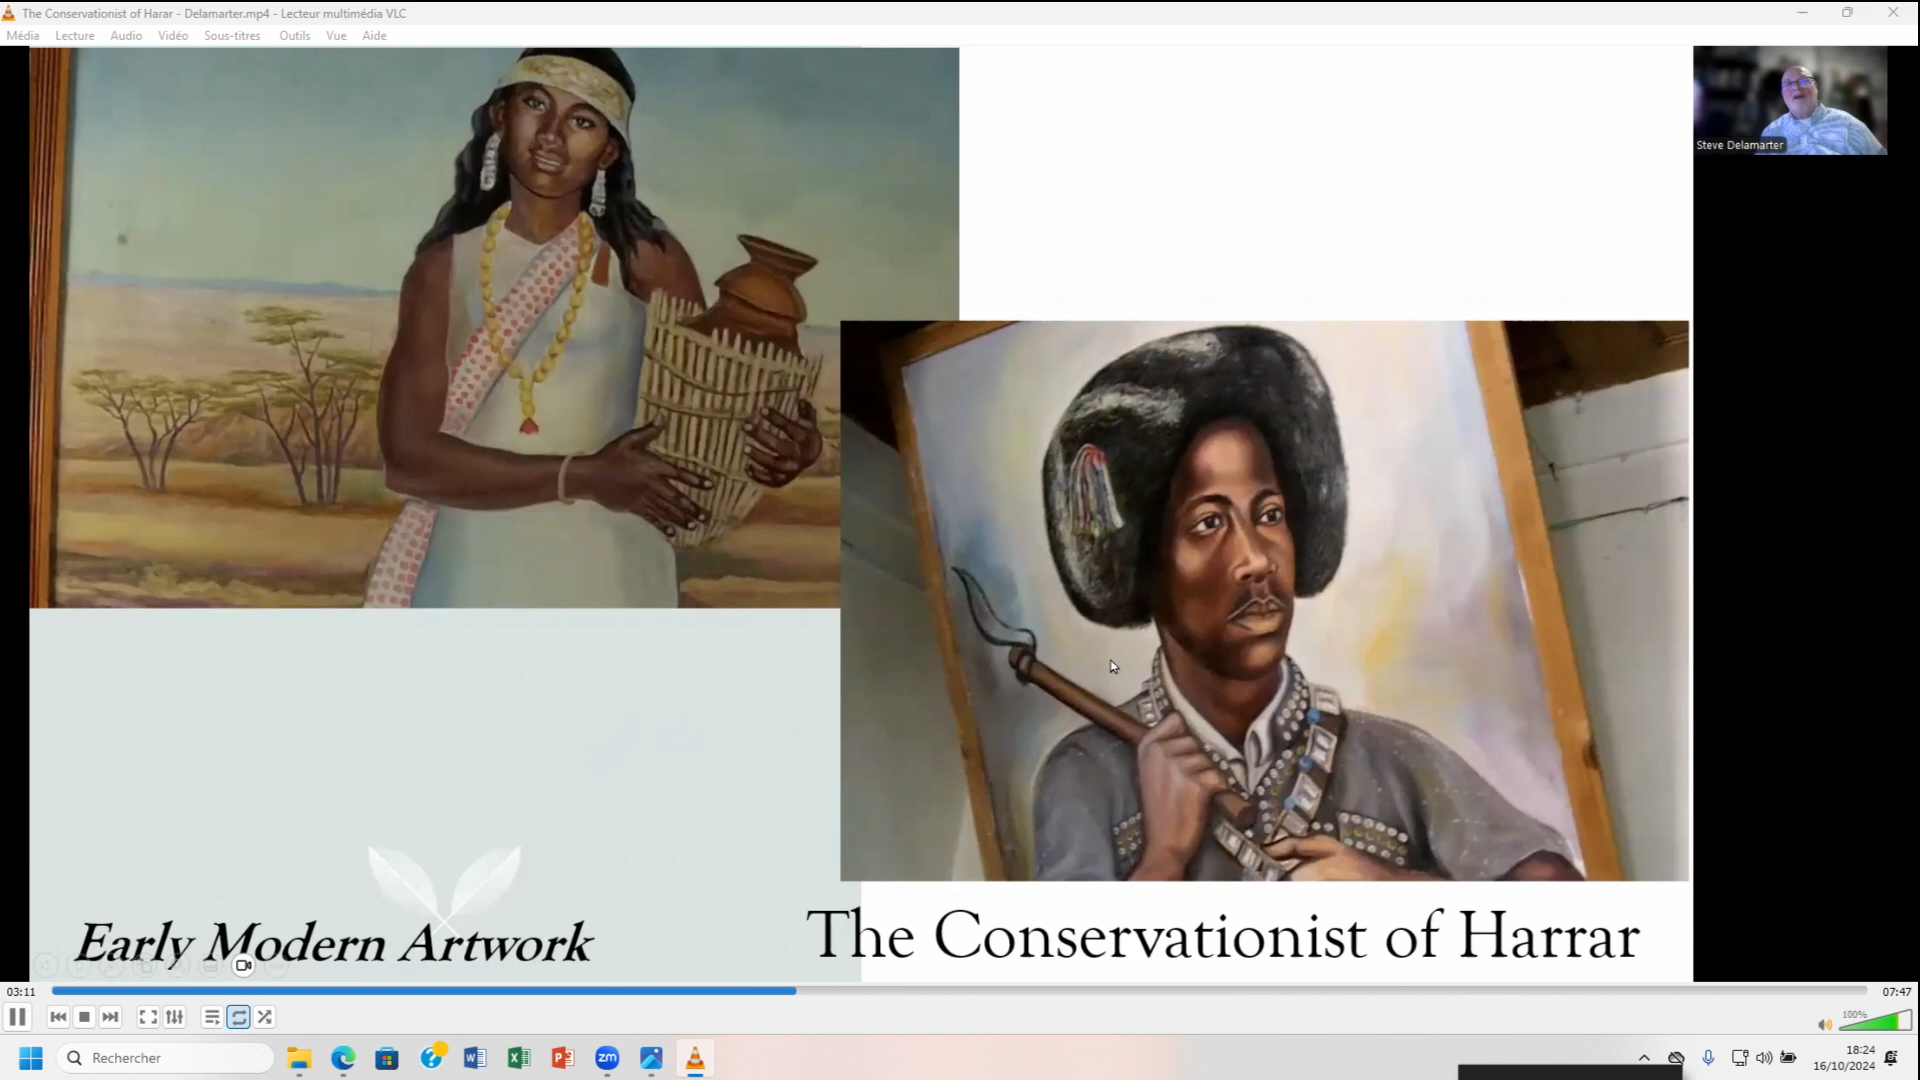 The Conservationist of Harar - Delamarter.mp4 - Lecteur multimédia VLC
Média Lecture Audio Vidéo Sous-titres Outils Vue Aide
Steve Delamarter
Early Modern Artwork
The Conservationist of Harrar
03:11
07:47
100%
Rechercher
zm
18:24
16/10/2024